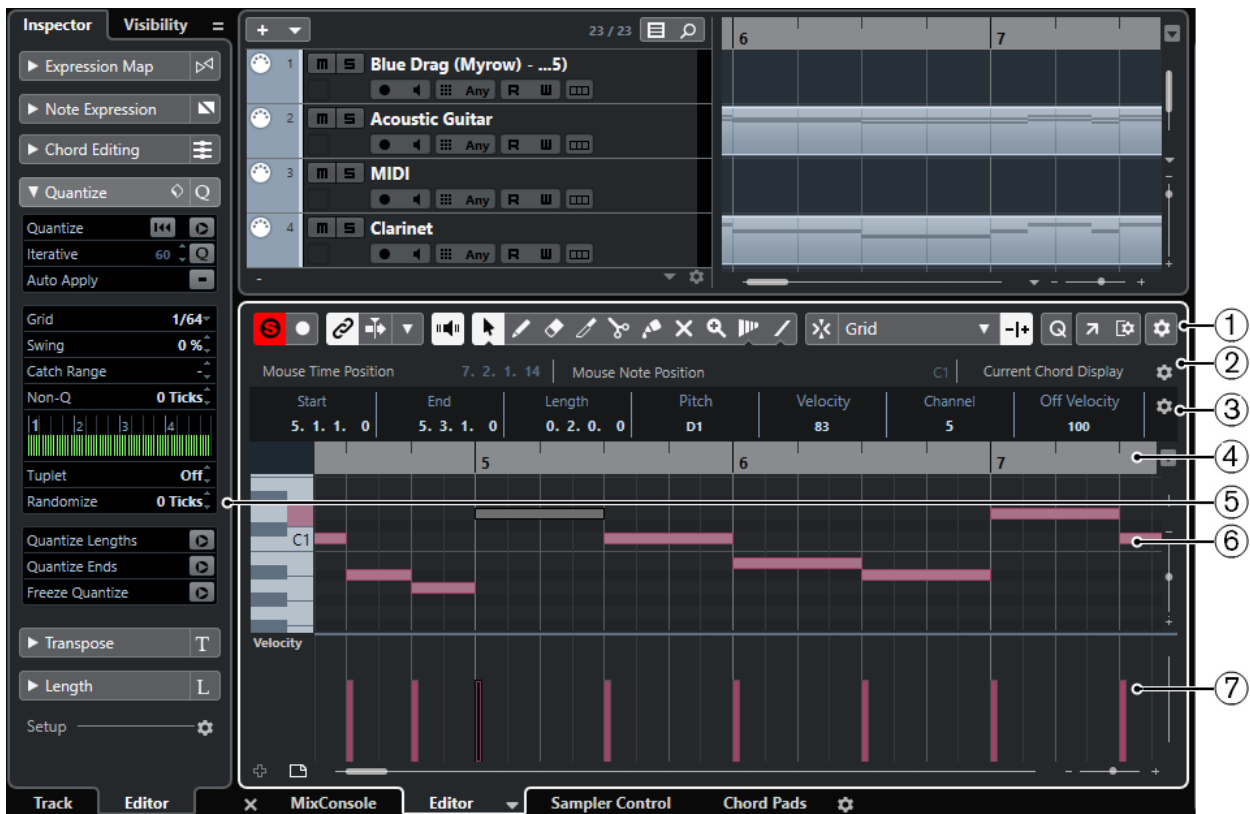 Inspector Visibility
Expression Map
Note Expression
Chord Editing
Quantize Q
Quantize
Iterative 60 Q
Auto Apply
Grid 1/64
Swing 0 %
Catch Range -
Non-Q 0 Ticks
1 2 3 4
Tuplet Off
Randomize 0 Ticks
Quantize Lengths
Quantize Ends
Freeze Quantize
Transpose T
Length L
Setup
Track Editor
+ 23 / 23
1 m S Blue Drag (Myrow) - ...5)
Any R W
2 m S Acoustic Guitar
Any R W
3 m S MIDI
Any R W
4 m S Clarinet
Any R W
-
6 7
S Grid Q
Mouse Time Position 7. 2. 1. 14 Mouse Note Position C1 Current Chord Display
Start End Length Pitch Velocity Channel Off Velocity
5. 1. 1. 0 5. 3. 1. 0 0. 2. 0. 0 D1 83 5 100
5 6 7
C1
Velocity
MixConsole Editor Sampler Control Chord Pads
1
2
3
4
5
6
7